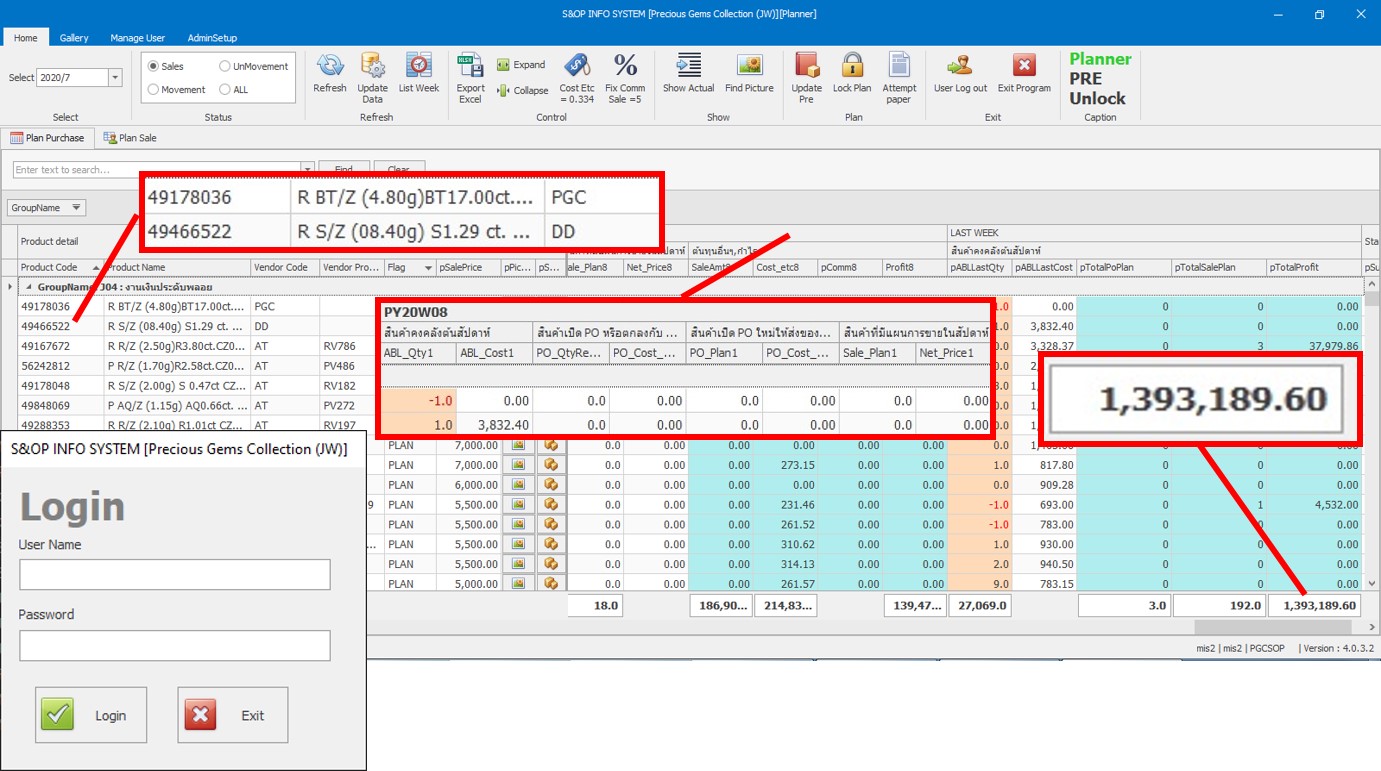 S&OP INFO SYSTEM [Precious Gems Collection (JW)][Planner]
Home Gallery Manage User AdminSetup
Select 2020/7
Sales UnMovement
Movement ALL
Refresh Update Data List Week
Export Excel Expand Collapse Cost Etc = 0.334 Fix Comm Sale =5
Show Actual Find Picture
Update Pre Lock Plan Attempt paper
User Log out Exit Program
Planner
PRE
Unlock
Select Status Refresh Control Show Plan Exit Caption
Plan Purchase Plan Sale
Enter text to search... Find Clear
49178036 R BT/Z (4.80g)BT17.00ct.... PGC
49466522 R S/Z (08.40g) S1.29 ct. ... DD
GroupName
LAST WEEK
Product detail ต้นทุนอื่นๆ,กำไร สินค้าคงคลังต้นสัปดาห์
Product Code Product Name Vendor Code Vendor Pro... Flag pSalePrice pPic... pS... ale_Plan8 Net_Price8 SaleAmt8 Cost_etc8 pComm8 Profit8 pABLLastQty pABLLastCost pTotalPoPlan pTotalSalePlan pTotalProfit
GroupName J04 : งานเงินประดับพลอย
49178036 R BT/Z (4.80g)BT17.00ct.... PGC 0.00 0 0 0.00
49466522 R S/Z (08.40g) S1.29 ct. ... DD 3,832.40 0 0 0.00
49167672 R R/Z (2.50g)R3.80ct.CZ0... AT RV786 3,328.37 0 3 37,979.86
56242812 P R/Z (1.70g)R2.58ct.CZ0... AT PV486
49178048 R S/Z (2.00g) S 0.47ct CZ... AT RV182
49848069 P AQ/Z (1.15g) AQ0.66ct. ... AT PV272
49288353 R R/Z (2.10g) R1.01ct CZ... AT RV197
PY20W08
สินค้าคงคลังต้นสัปดาห์ สินค้าเปิด PO หรือตกลงกับ ... สินค้าเปิด PO ใหม่ให้ส่งของ... สินค้าที่มีแผนการขายในสัปดาห์
ABL_Qty1 ABL_Cost1 PO_QtyRe... PO_Cost_... PO_Plan1 PO_Cost_... Sale_Plan1 Net_Price1
-1.0 0.00 0.0 0.0 0.0 0.0 0.0 0.00
1.0 3,832.40 0.0 0.0 0.0 0.0 0.0 0.00
1,393,189.60
PLAN 7,000.00 0.0 0.00
PLAN 7,000.00 0.0 0.00 0.00 273.15 0.00 0.00 1.0 817.80 0 0 0.00
PLAN 6,000.00 0.0 0.00 0.00 0.00 0.00 0.00 0.0 909.28 0 0 0.00
9 PLAN 5,500.00 0.0 0.00 0.00 231.46 0.00 0.00 -1.0 693.00 0 1 4,532.00
PLAN 5,500.00 0.0 0.00 0.00 261.52 0.00 0.00 -1.0 783.00 0 0 0.00
... PLAN 5,500.00 0.0 0.00 0.00 310.62 0.00 0.00 1.0 930.00 0 0 0.00
PLAN 5,500.00 0.0 0.00 0.00 314.13 0.00 0.00 2.0 940.50 0 0 0.00
PLAN 5,000.00 0.0 0.00 0.00 261.57 0.00 0.00 9.0 783.15 0 0 0.00
18.0 186,90... 214,83... 139,47... 27,069.0 3.0 192.0 1,393,189.60
mis2 | mis2 | PGCSOP | Version : 4.0.3.2
S&OP INFO SYSTEM [Precious Gems Collection (JW)]
Login
User Name
Password
Login Exit